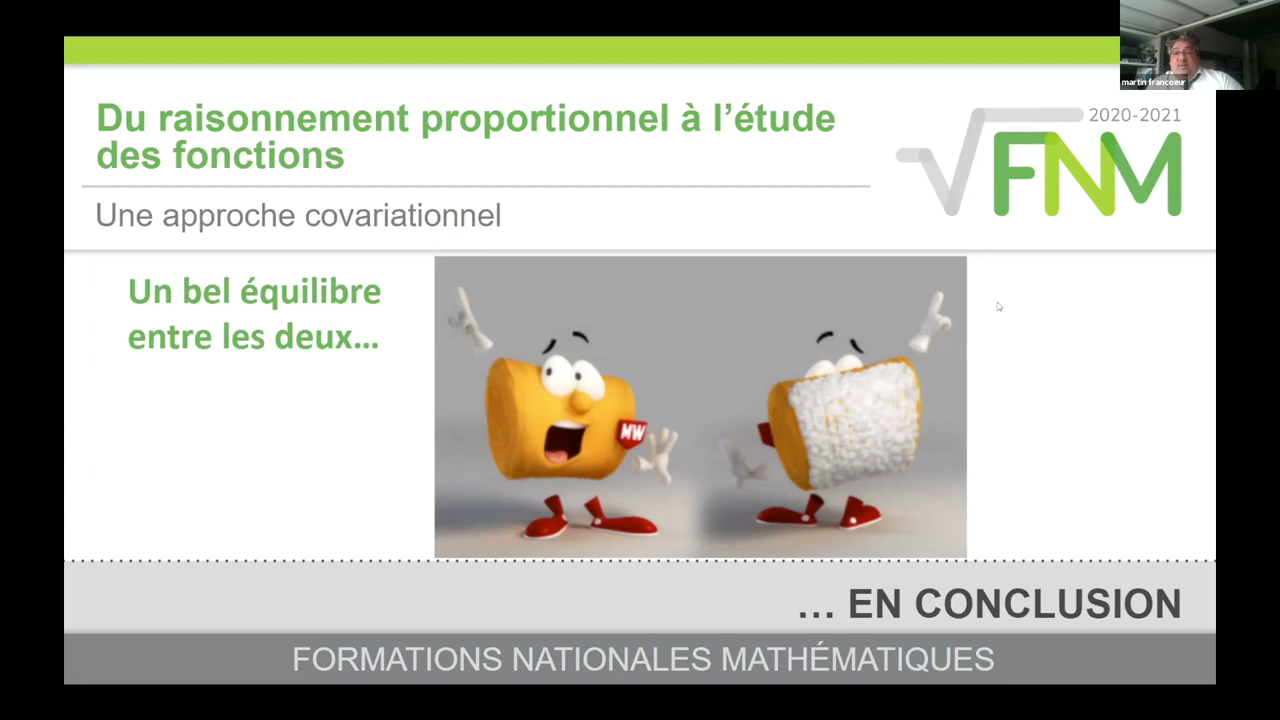 martin francoeur
Du raisonnement proportionnel à l'étude
des fonctions
2020-2021
FNM
Une approche covariationnel
Un bel équilibre
entre les deux...
MW
... EN CONCLUSION
FORMATIONS NATIONALES MATHÉMATIQUES